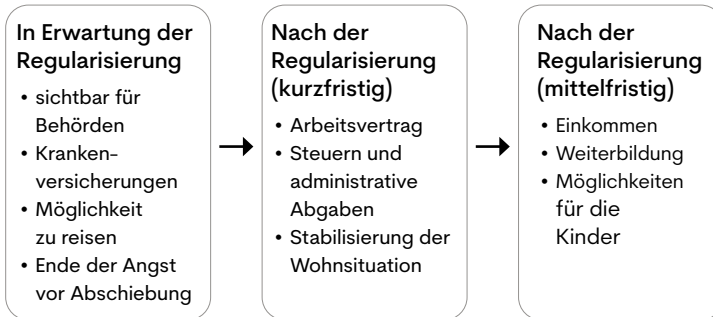 In Erwartung der
Regularisierung
• sichtbar für
Behörden
• Kranken-
versicherungen
• Möglichkeit
zu reisen
• Ende der Angst
vor Abschiebung
Nach der
Regularisierung
(kurzfristig)
• Arbeitsvertrag
• Steuern und
administrative
Abgaben
• Stabilisierung der
Wohnsituation
Nach der
Regularisierung
(mittelfristig)
• Einkommen
• Weiterbildung
• Möglichkeiten
für die
Kinder